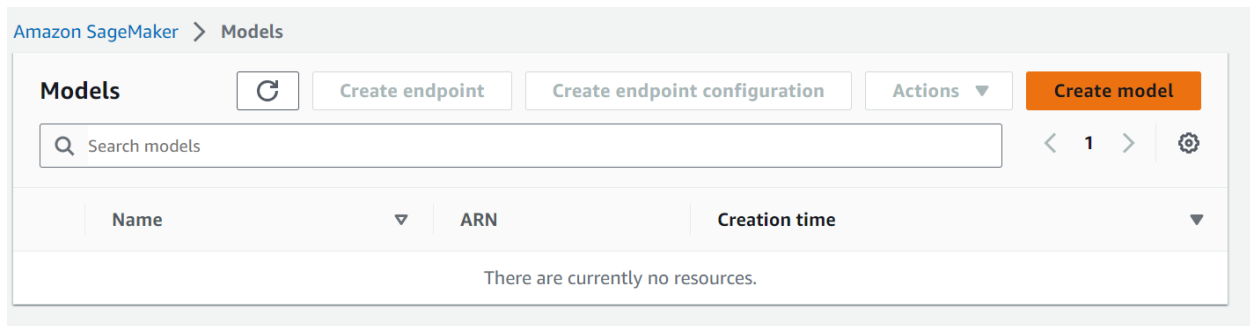 Amazon SageMaker > Models
Models Create endpoint Create endpoint configuration Actions Create model
Search models 1
Name ARN Creation time
There are currently no resources.